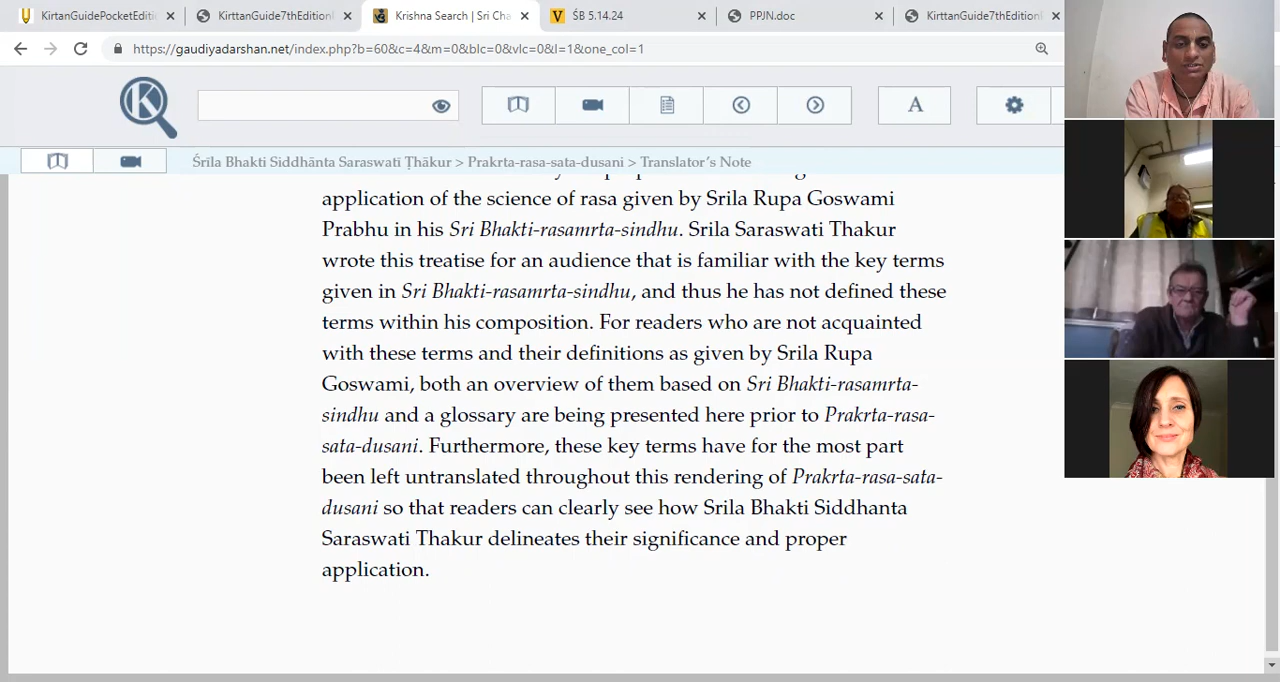 KirtanGuidePocketEditi
KirttanGuide7thEdition
Krishna Search | Sri Cha
ŚB 5.14.24
PPJN.doc
KirttanGuide7thEdition
https://gaudiyadarshan.net/index.php?b=60&c=4&m=0&blc=0&vlc=0&l=1&one_col=1
K
A
Śrīla Bhakti Siddhānta Saraswatī Ṭhākur > Prakrta-rasa-sata-dusani > Translator's Note
application of the science of rasa given by Srila Rupa Goswami
Prabhu in his Sri Bhakti-rasamrta-sindhu. Srila Saraswati Thakur
wrote this treatise for an audience that is familiar with the key terms
given in Sri Bhakti-rasamrta-sindhu, and thus he has not defined these
terms within his composition. For readers who are not acquainted
with these terms and their definitions as given by Srila Rupa
Goswami, both an overview of them based on Sri Bhakti-rasamrta-
sindhu and a glossary are being presented here prior to Prakrta-rasa-
sata-dusani. Furthermore, these key terms have for the most part
been left untranslated throughout this rendering of Prakrta-rasa-sata-
dusani so that readers can clearly see how Srila Bhakti Siddhanta
Saraswati Thakur delineates their significance and proper
application.